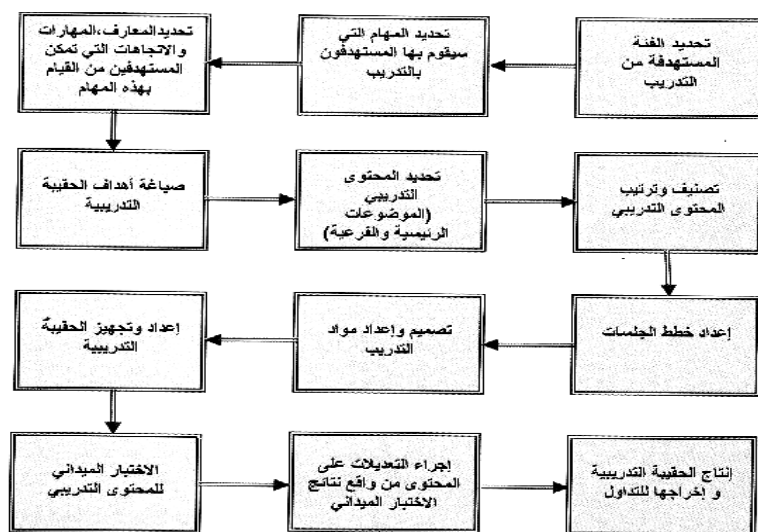 تحديد الفئة
المستهدفة من
التدريب
تحديد المهام التي
سيقوم بها المستهدفون
بالتدريب
تحديد المعارف،المهارات
والاتجاهات التي تمكن
المستهدفين من القيام
بهذه المهام
صياغة أهداف الحقيبة
التدريبية
تحديد المحتوى
التدريبي
(الموضوعات
الرئيسية والفرعية)
تصنيف وترتيب
المحتوى التدريبي
إعداد خطط الجلسات
تصميم وإعداد مواد
التدريب
إعداد وتجهيز الحقيبة
التدريبية
الاختبار الميداني
للمحتوى التدريبي
إجراء التعديلات على
المحتوى من واقع نتائج
الاختبار الميداني
إنتاج الحقيبة التدريبية
و إخراجها للتداول